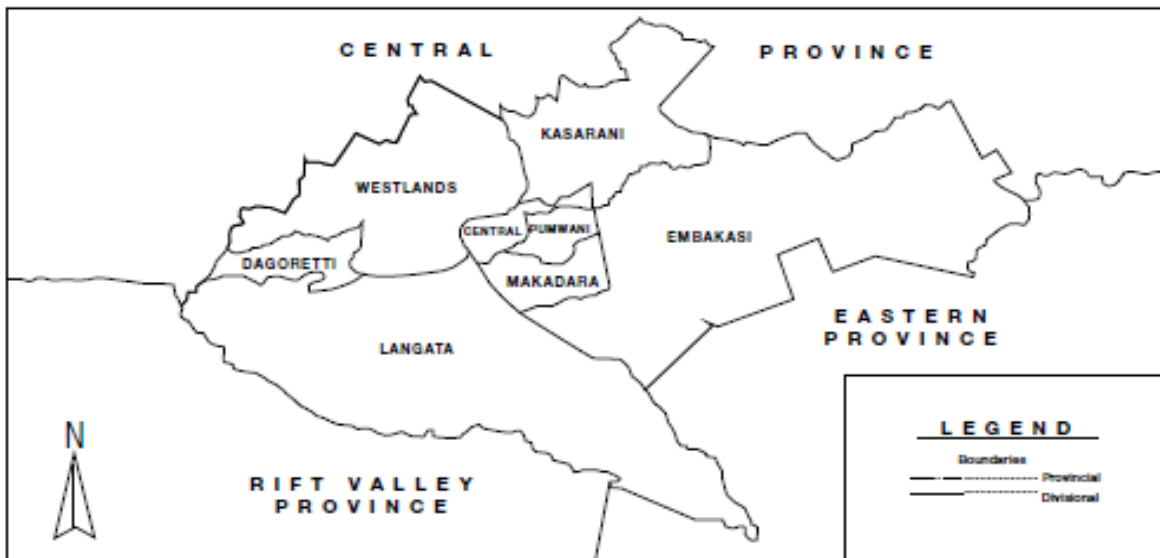 CENTRAL PROVINCE
KASARANI
WESTLANDS
CENTRAL
PUMWANI
EMBAKASI
DAGORETTI
MAKADARA
LANGATA
EASTERN
PROVINCE
N
RIFT VALLEY
PROVINCE
LEGEND
Boundaries
Provincial
Divisional